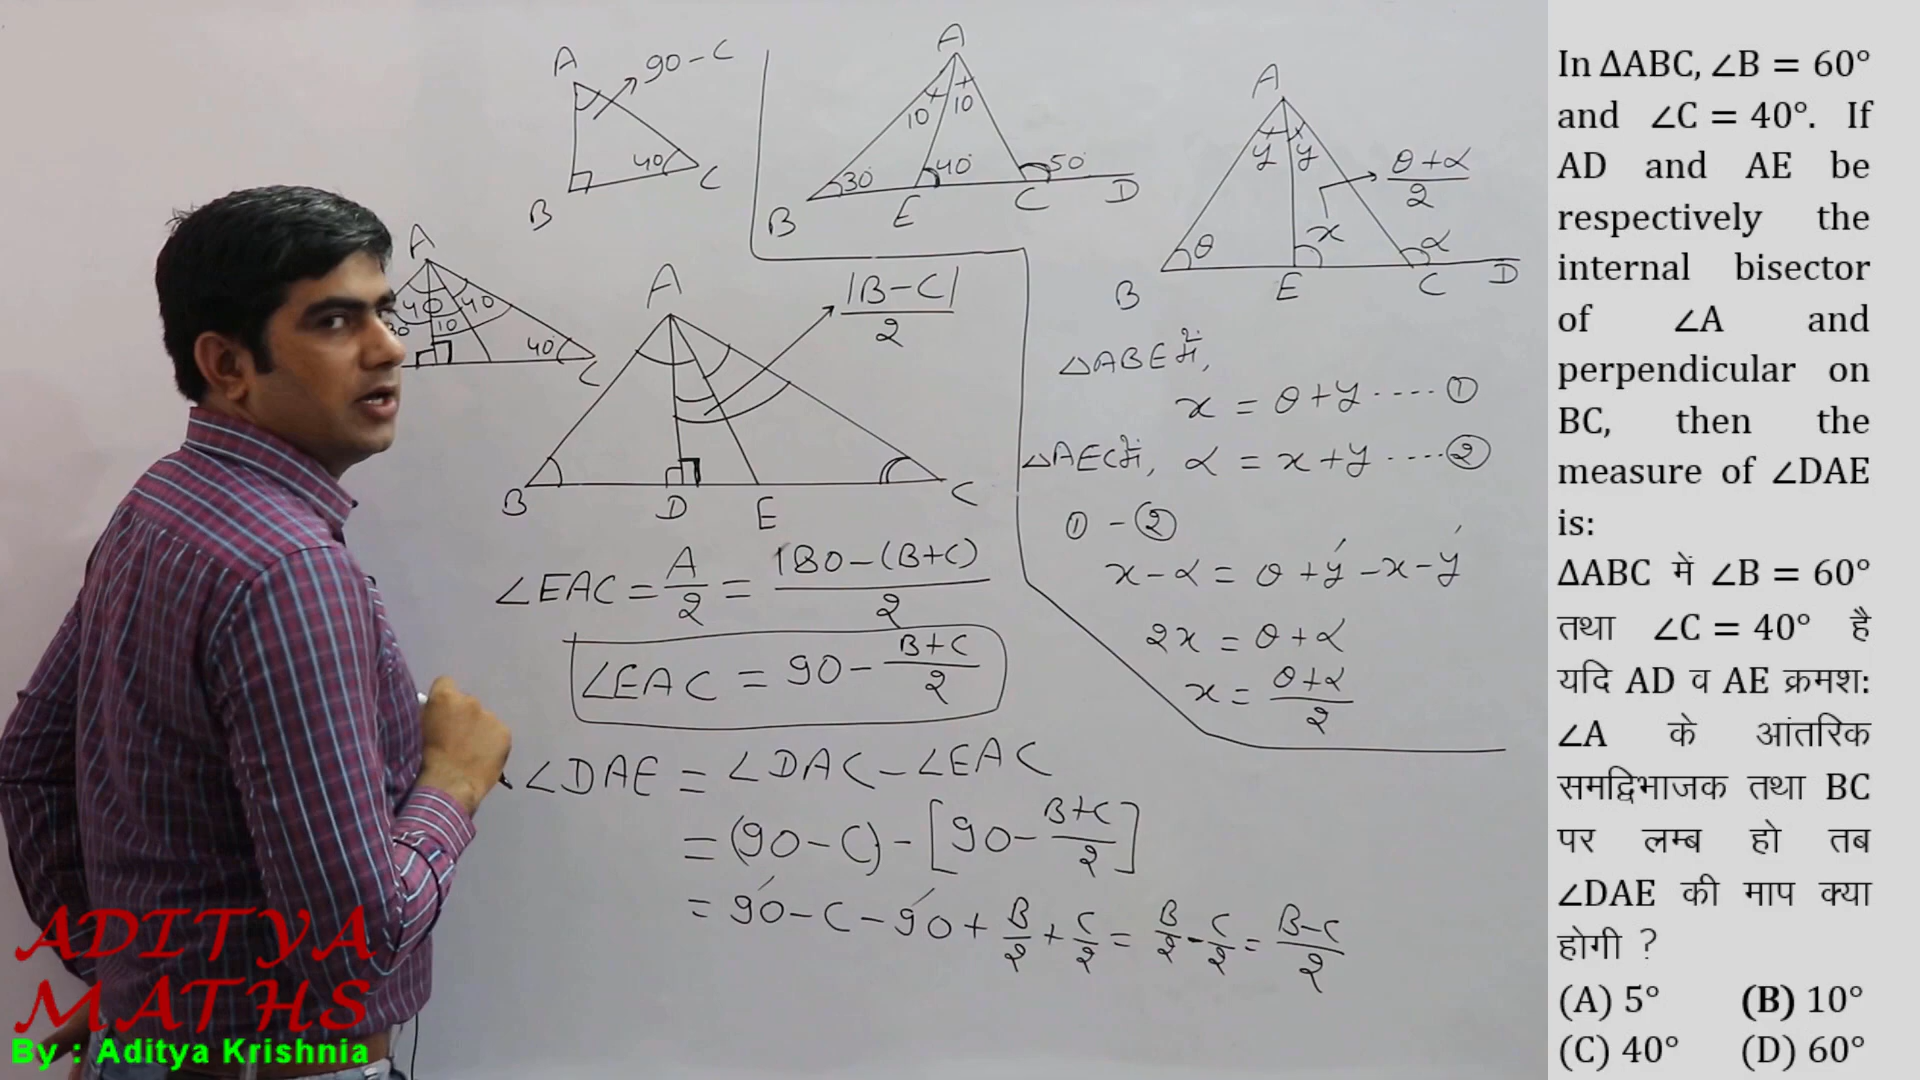 A
90-C
40
B
C
A
10°
10
30
40°
50°
B
E
C
D
A
y
y
θ+α
2
x
θ
α
B
E
C
D
A
40
40
30
10
40
C
A
|B-C|
2
B
D
E
C
∠EAC = A/2 = 180-(B+C)/2
∠EAC = 90 - B+C/2
∠DAE = ∠DAC - ∠EAC
= (90-C) - [90 - B+C/2]
= 90-C-90+B/2+C/2 = B/2-C/2 = B-C/2
△ABE में,
x = θ+y ....①
△AEC में, α = x+y ....②
① - ②
x-α = θ+y-x-y
2x = θ+α
x = θ+α/2
In ΔABC, ∠B = 60°
and ∠C = 40°. If
AD and AE be
respectively the
internal bisector
of ∠A and
perpendicular on
BC, then the
measure of ∠DAE
is:
ΔABC में ∠B = 60°
तथा ∠C = 40° है
यदि AD व AE क्रमश:
∠A के आंतरिक
समद्विभाजक तथा BC
पर लम्ब हो तब
∠DAE की माप क्या
होगी ?
(A) 5° (B) 10°
(C) 40° (D) 60°
ADITYA
MATHS
By : Aditya Krishnia